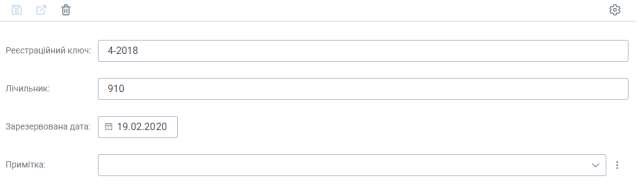 Реєстраційний ключ: 4-2018
Лічильник: 910
Зарезервована дата: 19.02.2020
Примітка: